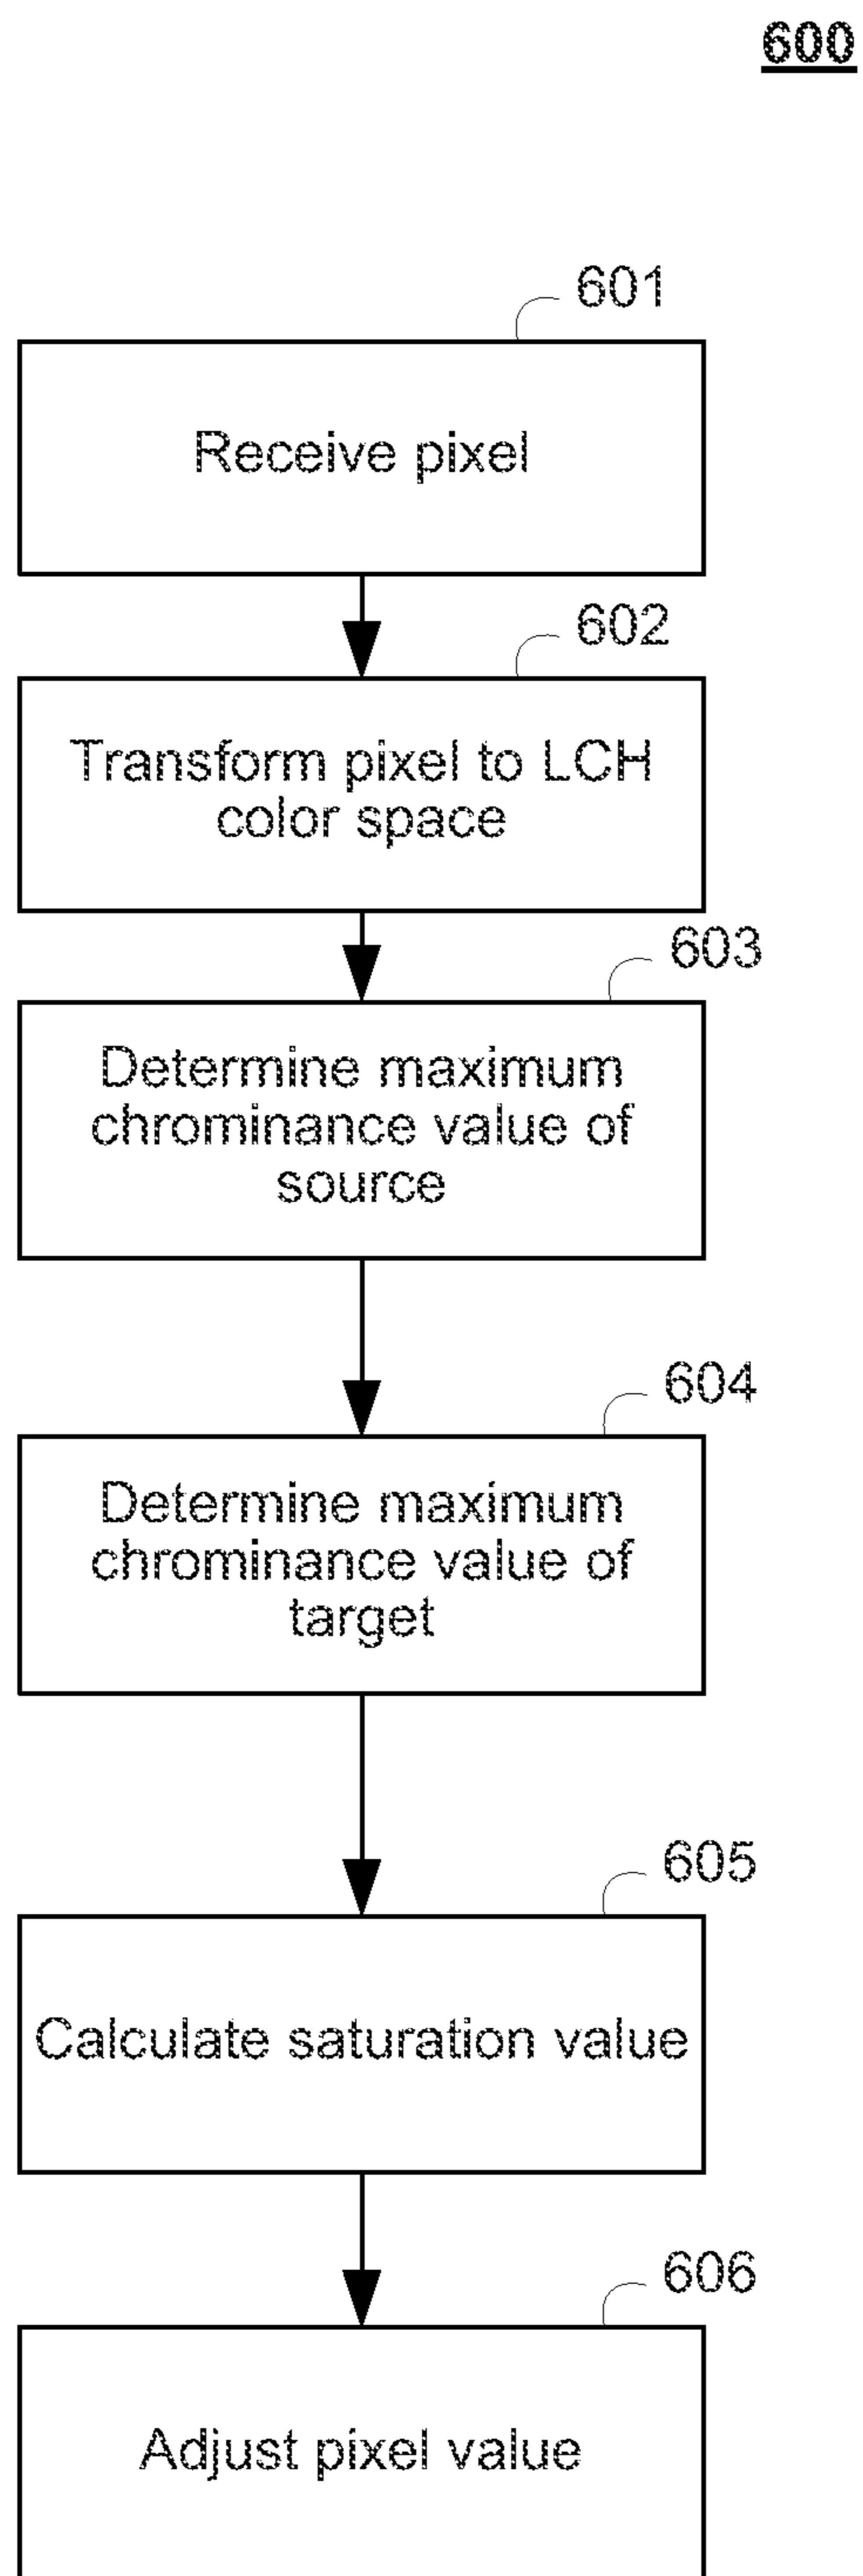 600
601
Receive pixel
602
Transform pixel to LCH
color space
603
Determine maximum
chrominance value of
source
604
Determine maximum
chrominance value of
target
605
Calculate saturation value
606
Adjust pixel value